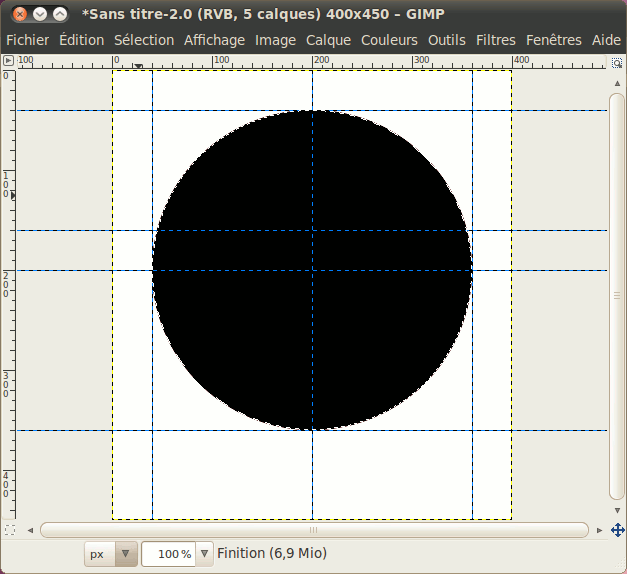 *Sans titre-2.0 (RVB, 5 calques) 400x450 – GIMP
Fichier Édition Sélection Affichage Image Calque Couleurs Outils Filtres Fenêtres Aide
-100 0 100 200 300 400
0
100
200
300
400
px 100 % Finition (6,9 Mio)